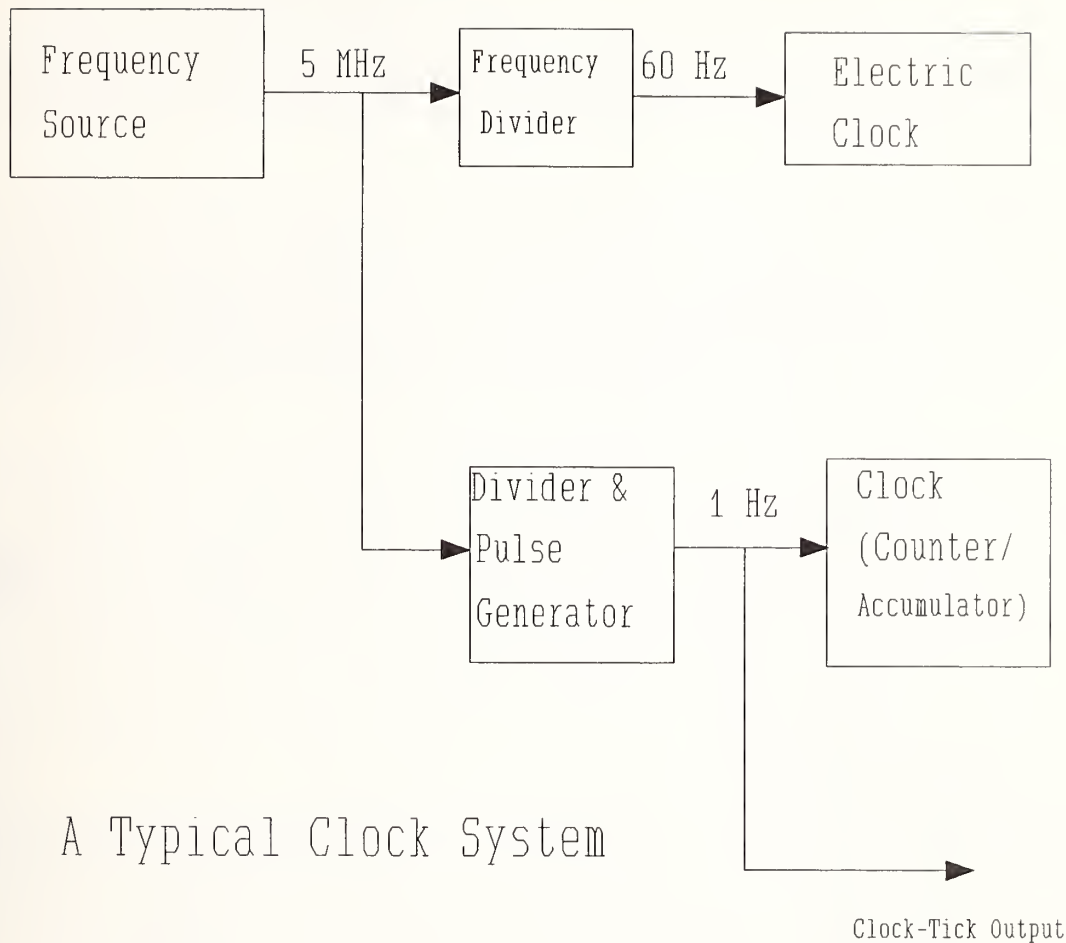 Frequency
Source
5 MHz
Frequency
Divider
60 Hz
Electric
Clock
Divider &
Pulse
Generator
1 Hz
Clock
(Counter/
Accumulator)
A Typical Clock System
Clock-Tick Output